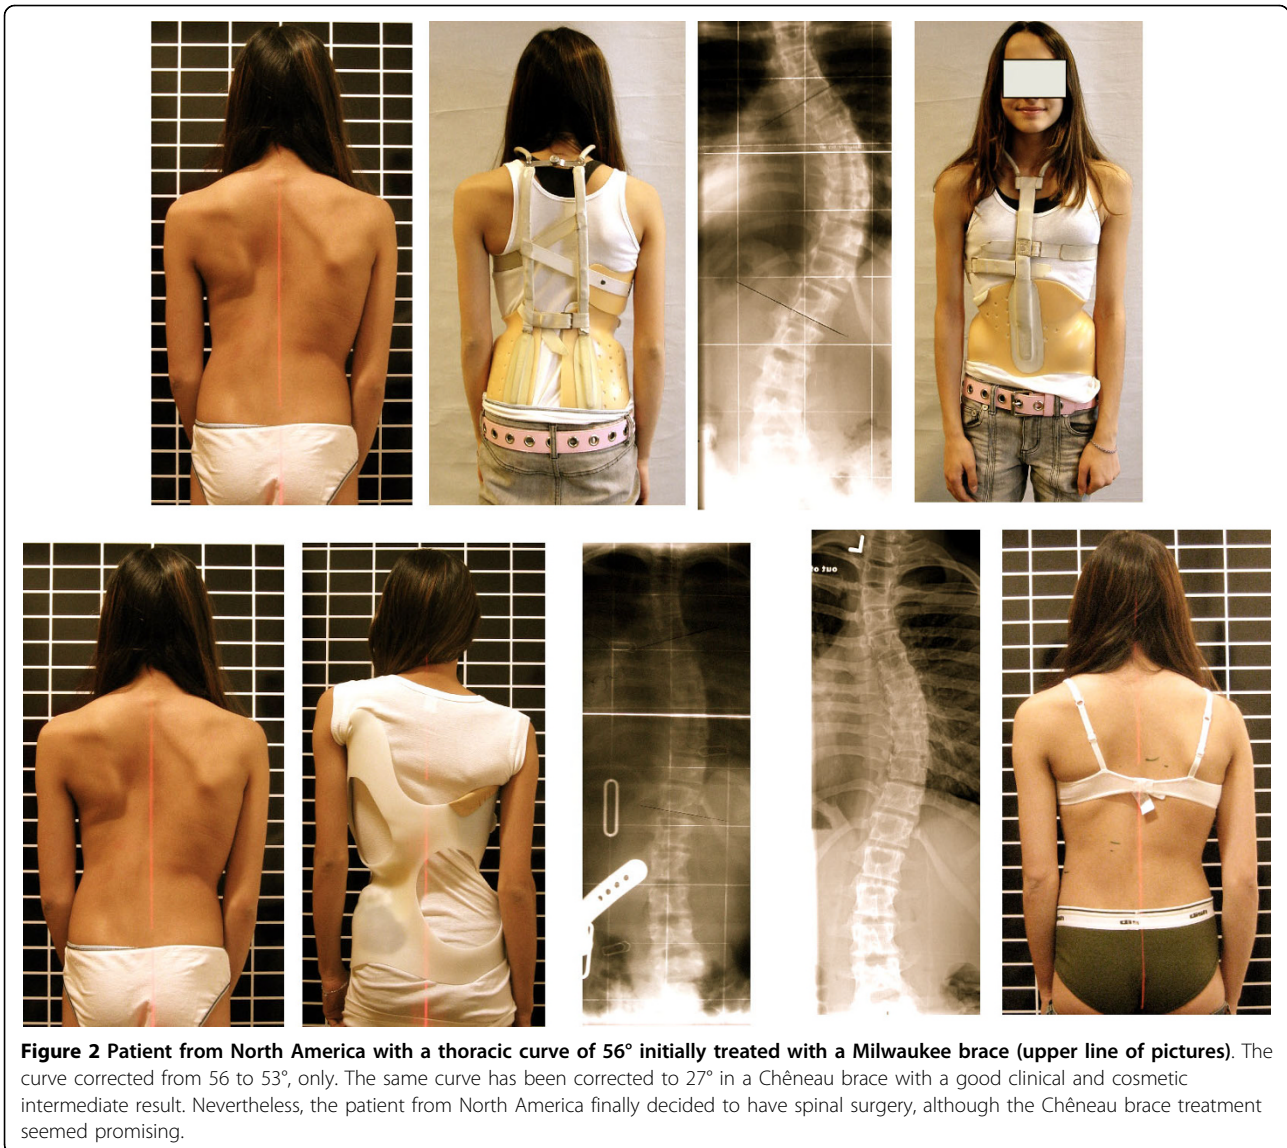 Figure 2 Patient from North America with a thoracic curve of 56° initially treated with a Milwaukee brace (upper line of pictures). The
curve corrected from 56 to 53°, only. The same curve has been corrected to 27° in a Chêneau brace with a good clinical and cosmetic
intermediate result. Nevertheless, the patient from North America finally decided to have spinal surgery, although the Chêneau brace treatment
seemed promising.